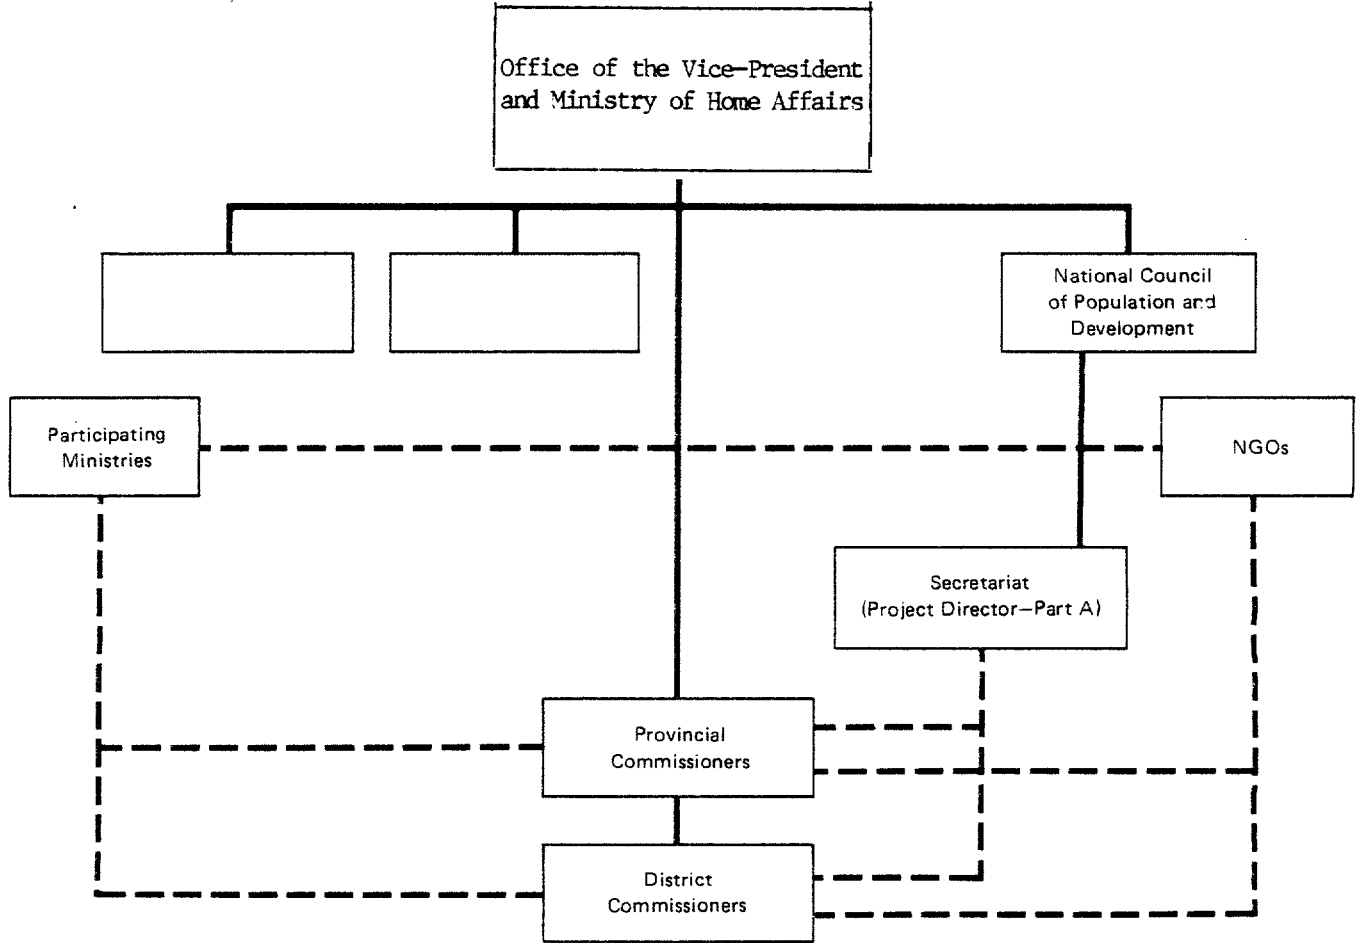 Office of the Vice-President
and Ministry of Home Affairs
National Council
of Population and
Development
Participating
Ministries
NGOs
Secretariat
(Project Director—Part A)
Provincial
Commissioners
District
Commissioners